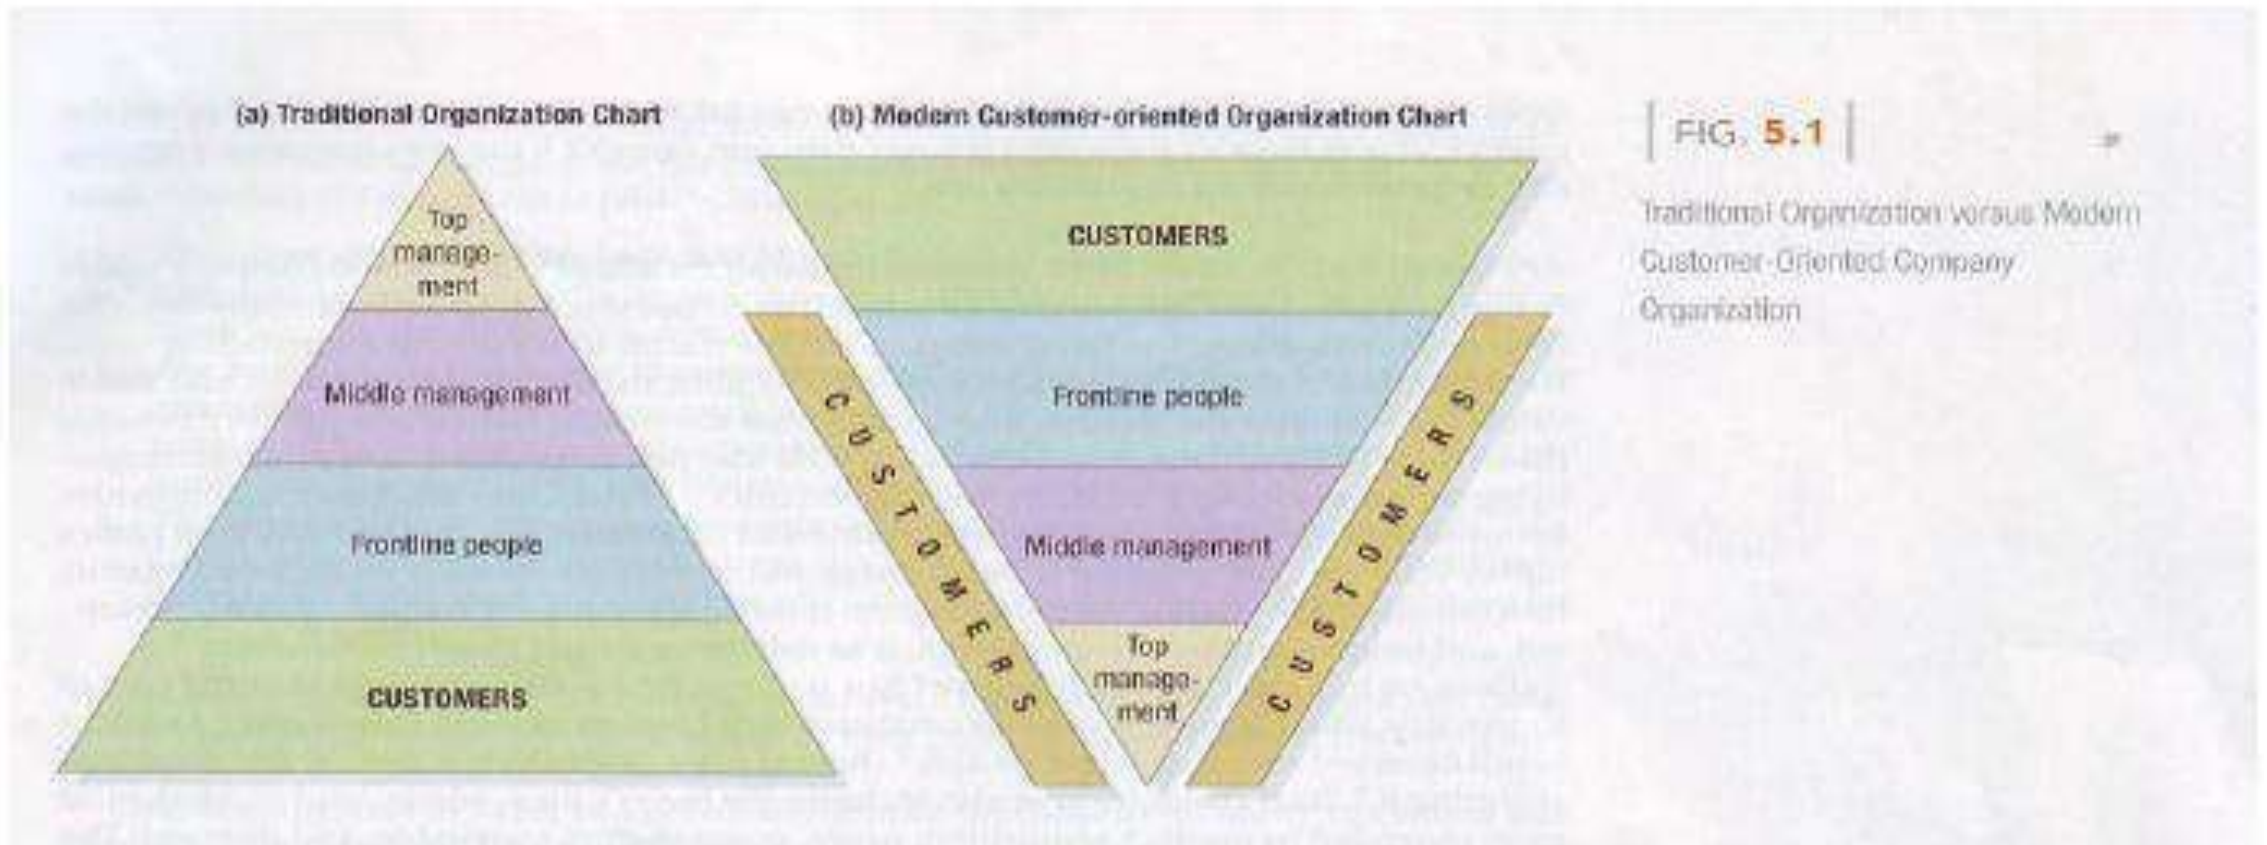 (a) Traditional Organization Chart
Top
manage-
ment
Middle management
Frontline people
CUSTOMERS
(b) Modern Customer-oriented Organization Chart
CUSTOMERS
Frontline people
Middle management
Top
manage-
ment
CUSTOMERS
CUSTOMERS
FIG. 5.1
Traditional Organization versus Modern
Customer-Oriented Company
Organization